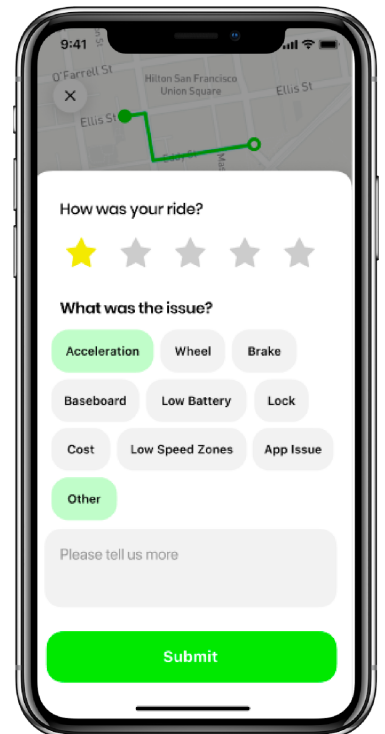 9:41
O'Farrell St
Hilton San Francisco
Union Square
Ellis St
Ellis St
Eddy St
How was your ride?
What was the issue?
Acceleration Wheel Brake
Baseboard Low Battery Lock
Cost Low Speed Zones App Issue
Other
Please tell us more
Submit